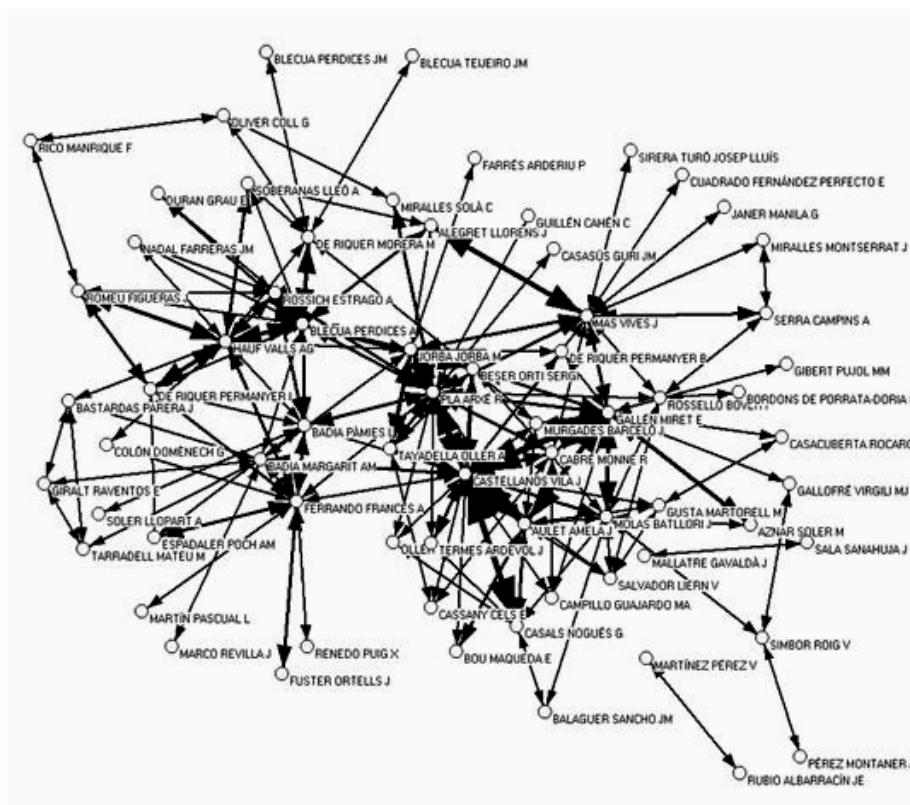 BLECUA PERDICES JM
BLECUA TEIJEIRO JM
OLIVER COLL G
RICO MANRIQUE F
SIRERA TURÓ JOSEP LLUÍS
FARRÉS ARDERIU P
CUADRADO FERNÁNDEZ PERFECTO E
SOBERANAS LLEÓ A
DURAN GRAU E
MIRALLES SOLÀ C
JANER MANILA G
GUILLÉN CAHÉN C
ALEGRET LLORENS J
DE RIQUER MORERA M
NADAL FARRERAS JM
MIRALLES MONTSERRAT J
CASASÚS GURI JM
ROMEU FIGUERAS J
ROSSICH ESTRAGÓ A
MAS VIVES J
SERRA CAMPINS A
BLECUA PERDICES A
HAUF VALLS AG
JORBA JORBA M
DE RIQUER PERMANYER B
GIBERT PUJOL MM
BESER ORTI SERGI
DE RIQUER PERMANYER I
PLA ARXÉ R
ROSSELLÓ BOVER
BORDONS DE PORRATA-DORIA
BASTARDAS PARERA J
GALLÉN MIRET E
BADIA PÀMIES L
MURGADES BARCELÓ J
CASACUBERTA ROCAROL
COLÓN DOMÈNECH G
TAYADELLA OLLER A
CABRÉ MONNÉ R
BADIA MARGARIT AM
CASTELLANOS VILA J
GIRALT RAVENTOS E
GALLOFRÉ VIRGILI MJ
FERRANDO FRANCÉS A
GUSTA MARTORELL M
SOLER LLOPART A
MOLAS BATLLORI J
AULET AMELA J
AZNAR SOLER M
ESPADALER POCH AM
OLLER
TERMES ARDEVOL J
SALA SANAHUJA J
TARRADELL MATEU M
MALLATRE GAVALDÀ J
SALVADOR LIERN V
CAMPILLO GUAJARDO MA
CASSANY CELS E
MARTÍN PASCUAL L
CASALS NOGUÉS G
SIMBOR ROIG V
MARCO REVILLA J
RENEDO PUIG X
BOU MAQUEDA E
MARTÍNEZ PÉREZ V
FUSTER ORTELLS J
BALAGUER SANCHO JM
PÉREZ MONTANER
RUBIO ALBARRACÍN JE